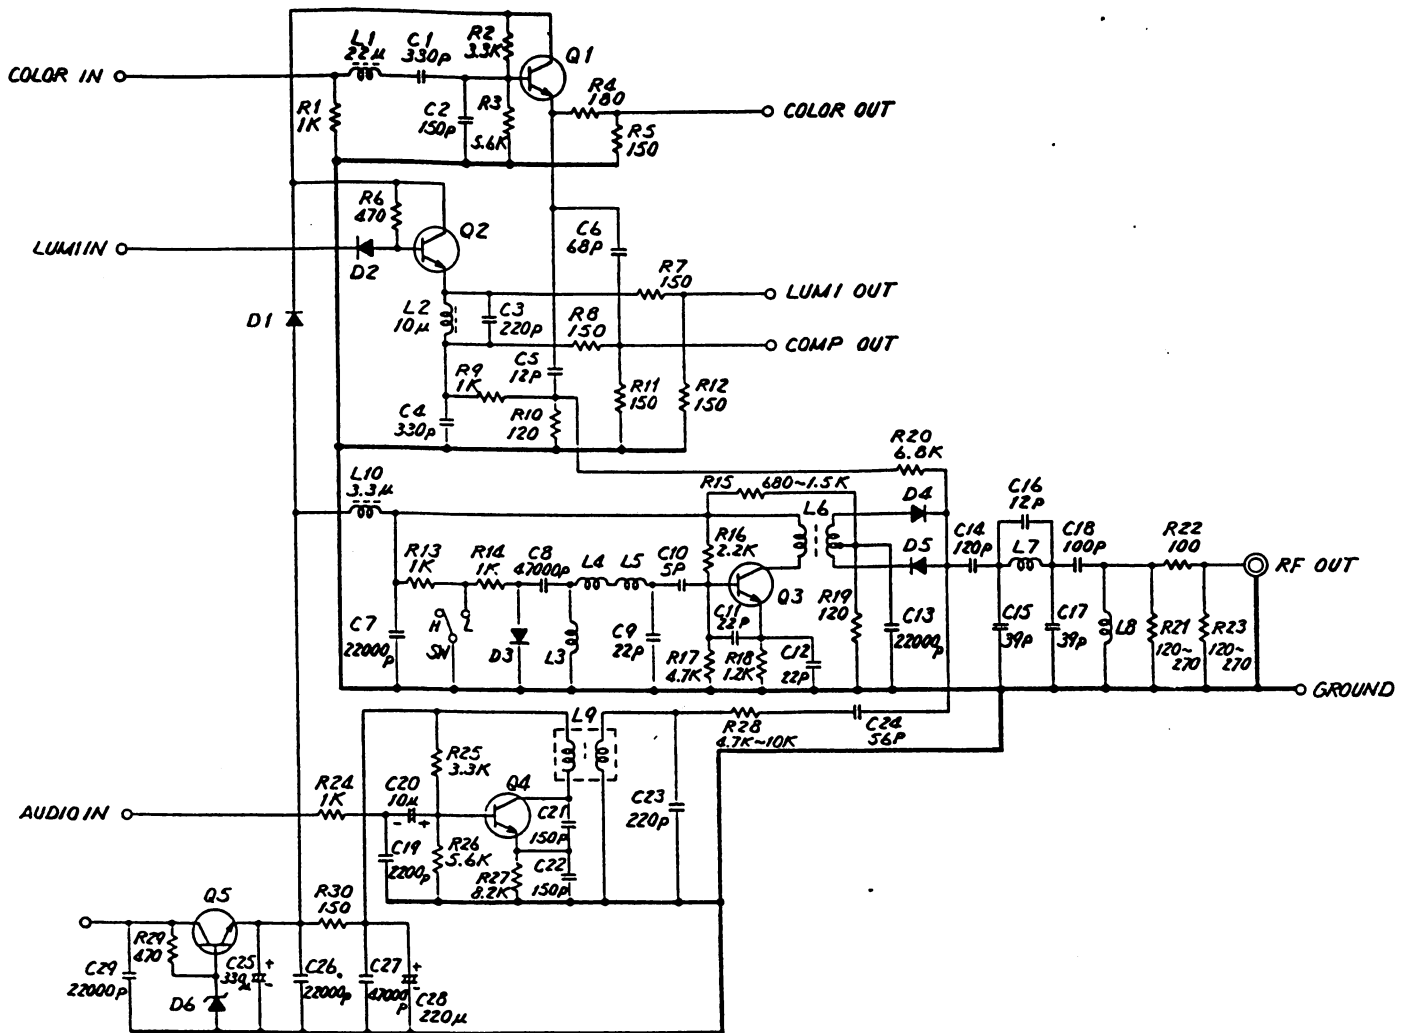 L1
22μ
C1
330P
R2
3.3K
Q1
COLOR IN
R1
1K
C2
150P
R3
5.6K
R4
180
COLOR OUT
R5
150
R6
470
Q2
LUMI IN
D2
C6
68P
R7
150
LUMI OUT
D1
L2
10μ
C3
220P
R8
150
COMP OUT
C5
12P
R9
1K
C4
330P
R10
120
R11
150
R12
150
R20
6.8K
L10
3.3μ
R15
680~1.5K
L6
D4
C16
12P
R16
2.2K
D5
C14
120P
L7
C18
100P
R22
100
RF OUT
R13
1K
R14
1K
C8
47000P
L4
L5
C10
5P
Q3
R19
120
C7
22000P
H
L
SW
D3
L3
C9
22P
C11
22P
R17
4.7K
R18
1.2K
C12
22P
C13
22000P
C15
39P
C17
39P
L8
R21
120~
270
R23
120~
270
GROUND
L9
R28
4.7K~10K
C24
56P
R25
3.3K
R24
1K
C20
10μ
- +
Q4
AUDIO IN
C21
150P
C23
220P
C19
2200P
R26
5.6K
R27
8.2K
C22
150P
Q5
R30
150
R29
470
C29
22000P
D6
C25
330μ
+
-
C26
22000P
C27
47000P
+
-
C28
220μ